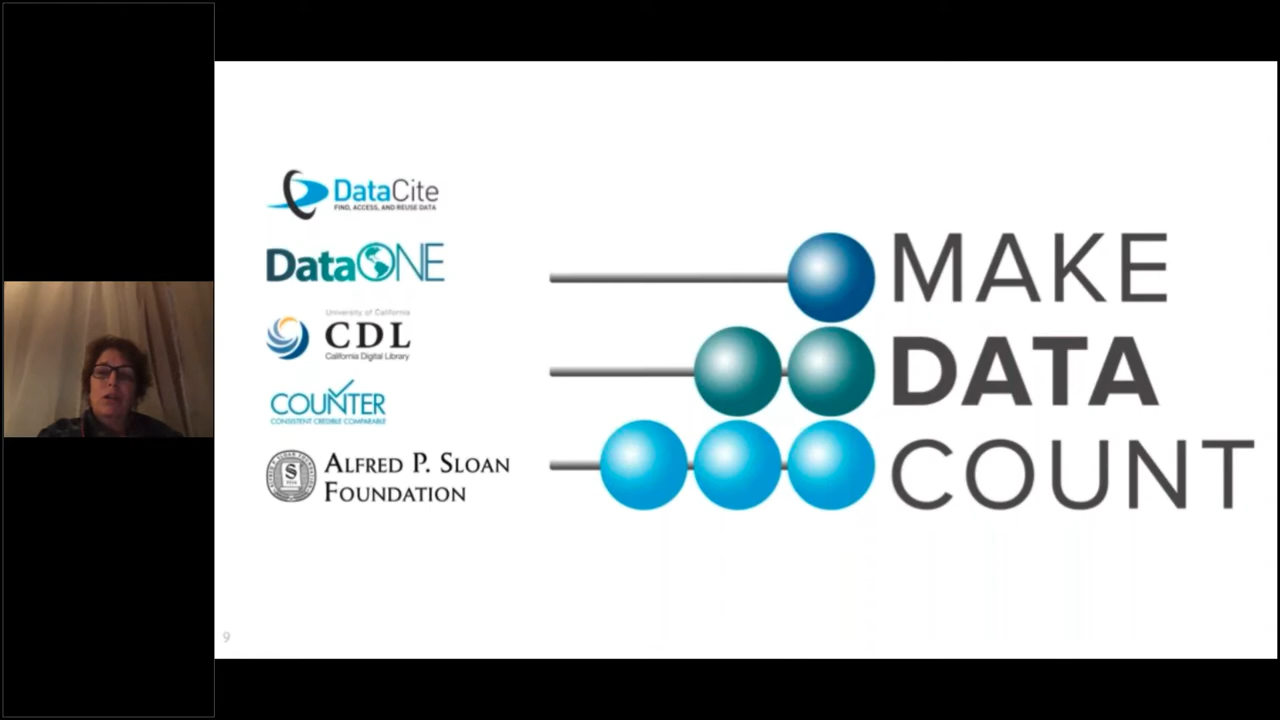 DataCite
FIND, ACCESS, AND REUSE DATA
DataONE
University of California
CDL
California Digital Library
COUNTER
CONSISTENT CREDIBLE COMPARABLE
ALFRED P. SLOAN
FOUNDATION
MAKE
DATA
COUNT
9